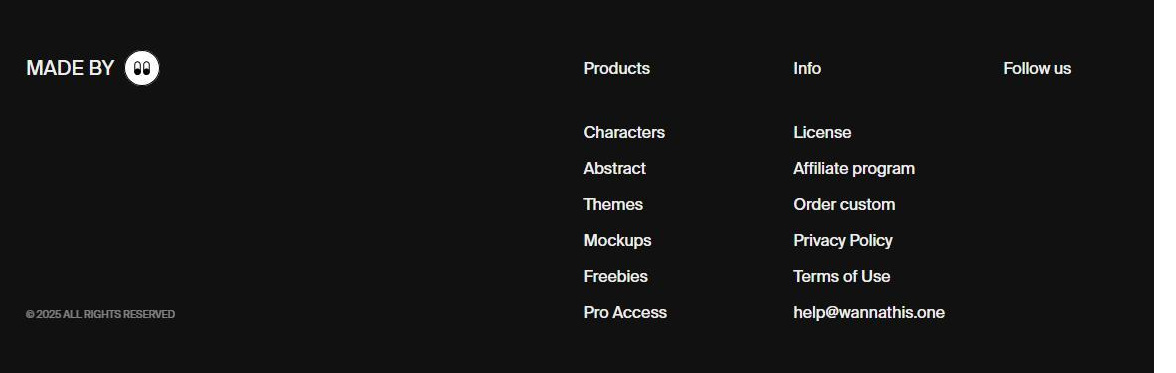 MADE BY
Products
Characters
Abstract
Themes
Mockups
Freebies
Pro Access
Info
License
Affiliate program
Order custom
Privacy Policy
Terms of Use
help@wannathis.one
Follow us
© 2025 ALL RIGHTS RESERVED